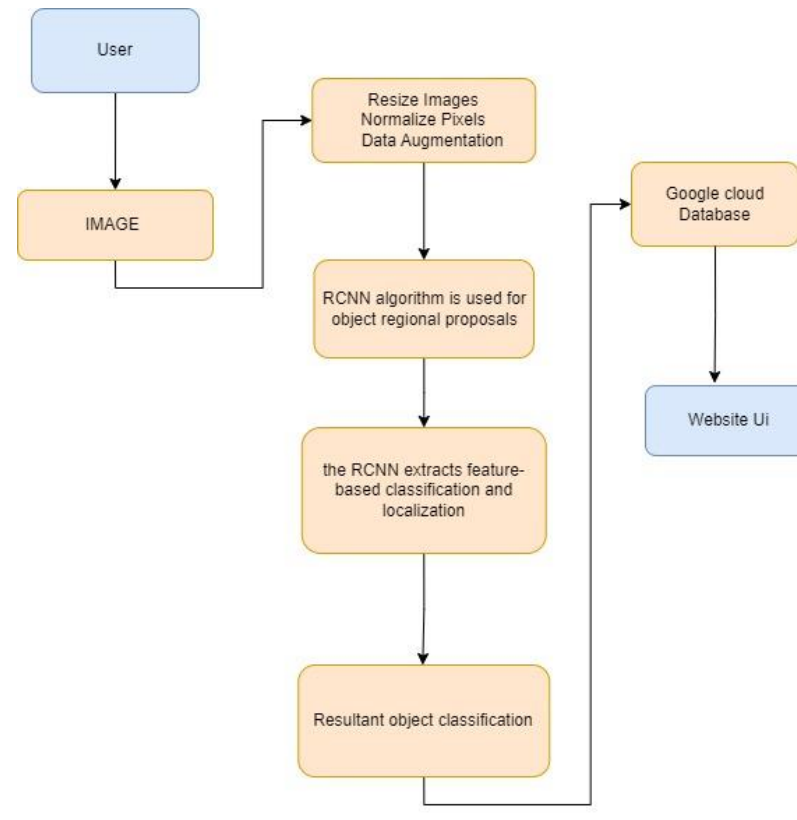 User
IMAGE
Resize Images
Normalize Pixels
Data Augmentation
RCNN algorithm is used for
object regional proposals
the RCNN extracts feature-
based classification and
localization
Resultant object classification
Google cloud
Database
Website Ui